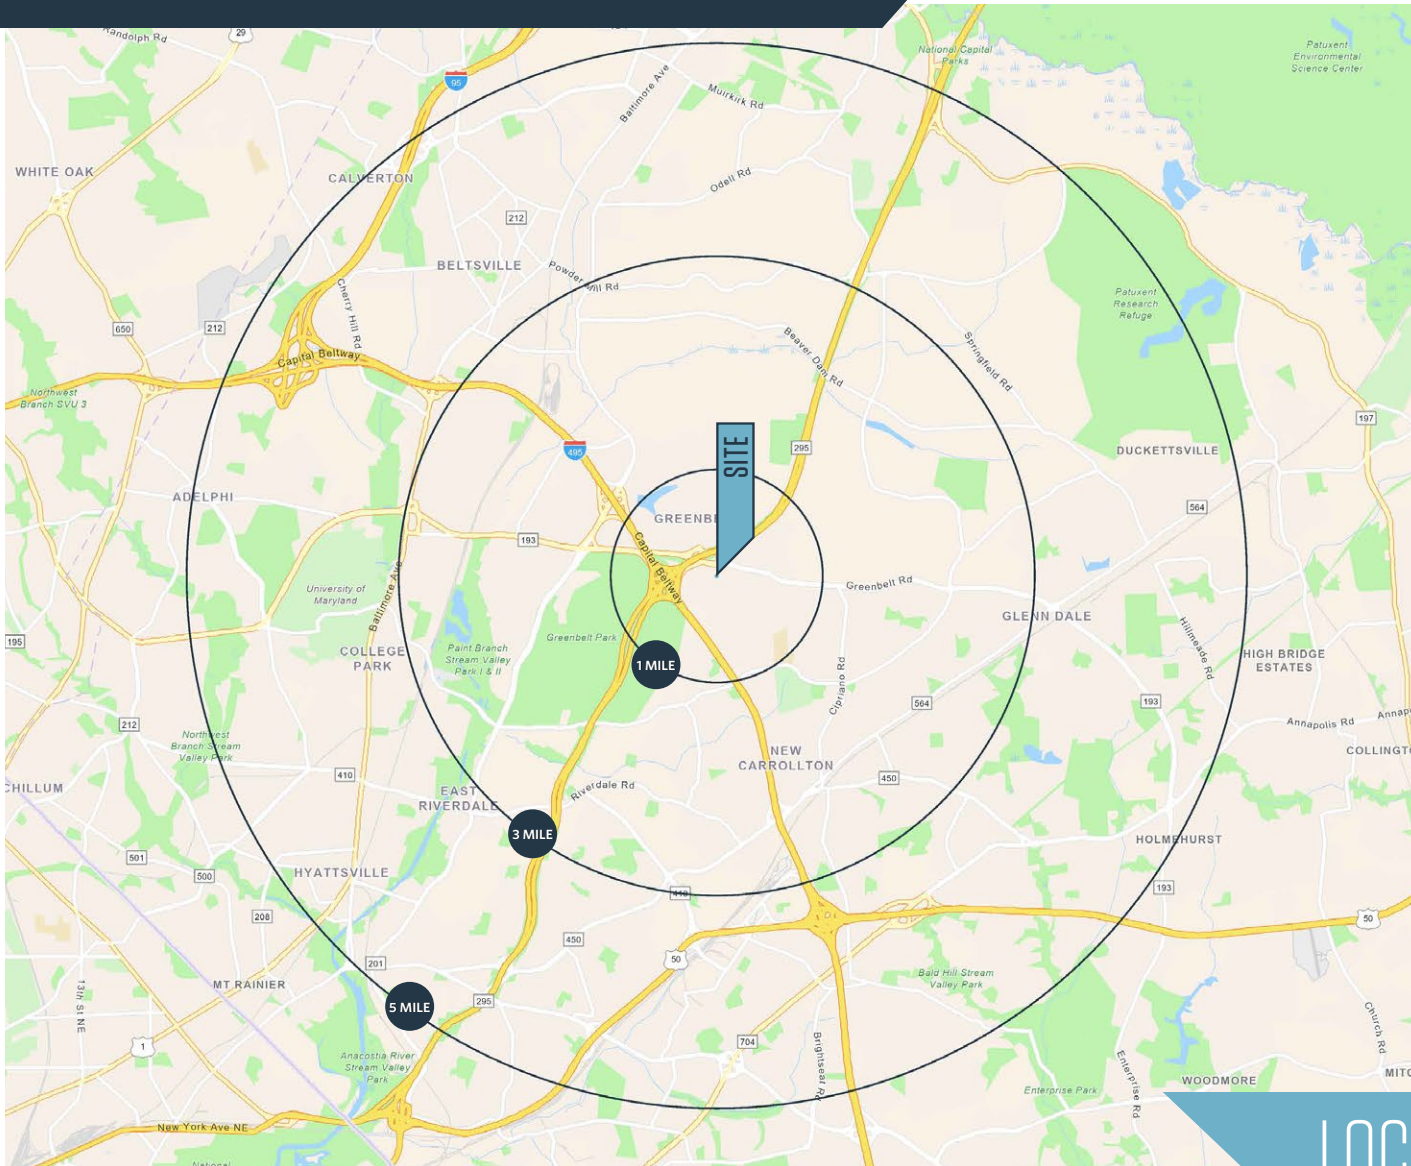 Randolph Rd
29
95
Baltimore Ave
National Capital
Parks
Patuxent
Environmental
Science Center
Muirkirk Rd
WHITE OAK
CALVERTON
Odell Rd
212
BELTSVILLE
Powder Mill Rd
Cherry Hill Rd
Patuxent
Research
Refuge
650
212
Capital Beltway
Beaver Dam Rd
Springfield Rd
Northwest
Branch SVU 3
197
495
SITE
295
DUCKETTSVILLE
ADELPHI
564
GREENBE
193
Capital Beltway
University of
Maryland
Baltimore Ave
Greenbelt Rd
GLENN DALE
195
Greenbelt Park
Paint Branch
Stream Valley
Park I & II
COLLEGE
PARK
1 MILE
Hillmeade Rd
HIGH BRIDGE
ESTATES
Cipriano Rd
564
193
212
Northwest
Branch Stream
Valley Park
Annapolis Rd
Annap
NEW
CARROLLTON
COLLINGT
410
450
CHILLUM
EAST
RIVERDALE
Riverdale Rd
3 MILE
HOLMEHURST
501
500
HYATTSVILLE
410
193
208
50
450
50
201
Bald Hill Stream
Valley Park
MT RAINIER
13th St NE
295
5 MILE
Church Rd
1
704
Brightseat Rd
Anacostia River
Stream Valley
Park
Enterprise Rd
WOODMORE
MITC
Enterprise Park
New York Ave NE
National
LOC